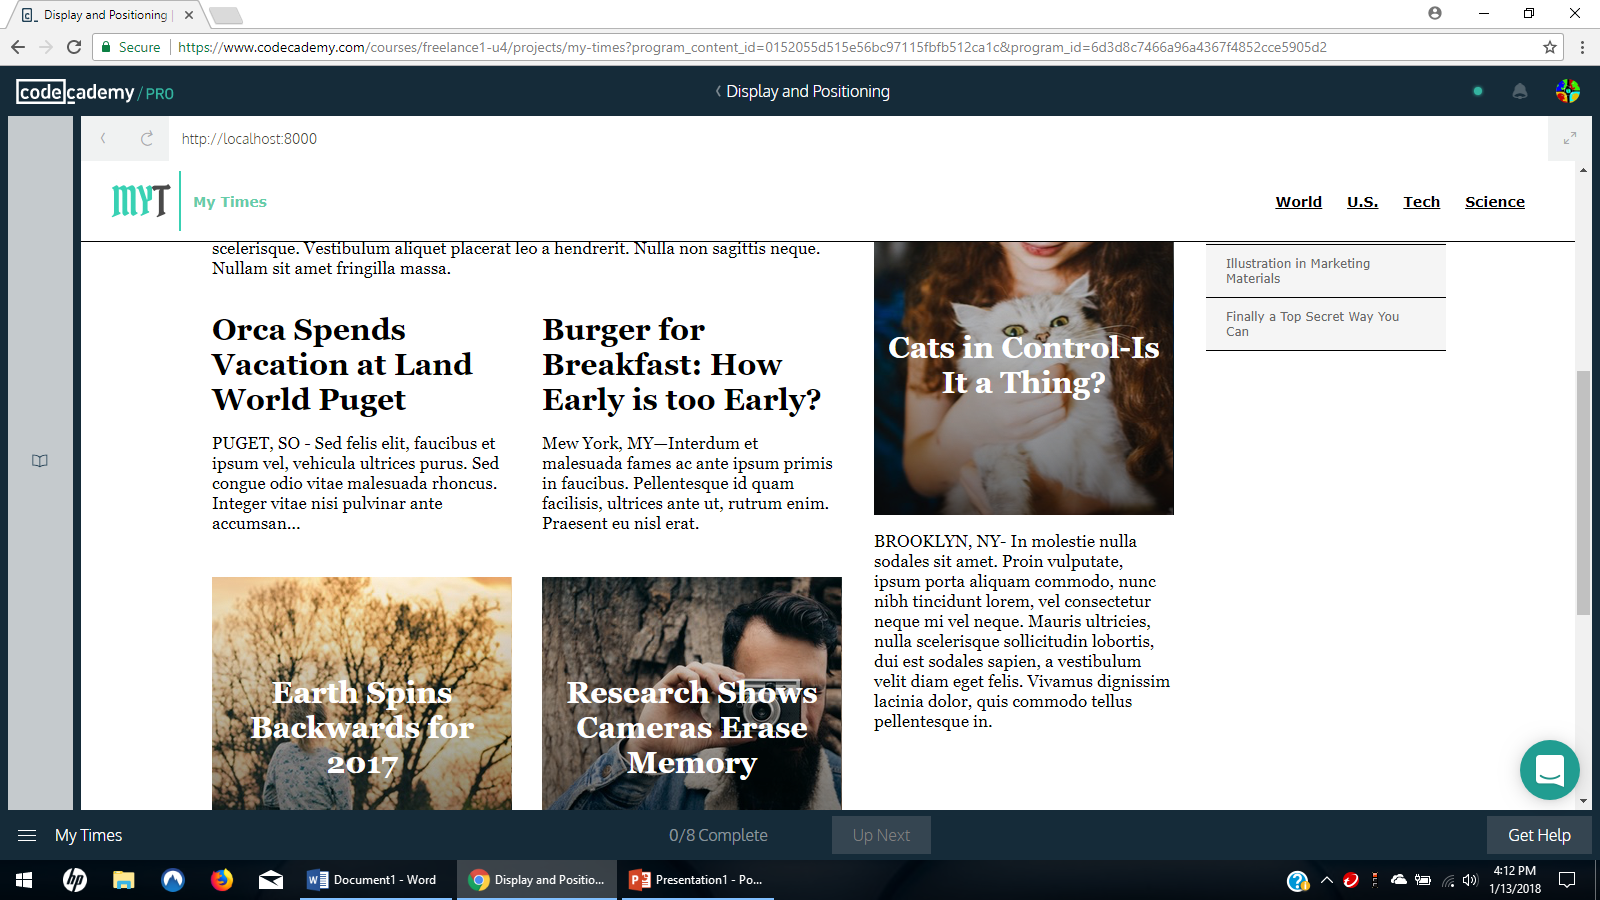 Display and Positioning |
Secure | https://www.codecademy.com/courses/freelance1-u4/projects/my-times?program_content_id=0152055d515e56bc97115fbfb512ca1c&program_id=6d3d8c7466a96a4367f4852cce5905d2
codecademy / PRO
Display and Positioning
http://localhost:8000
MYT
My Times
World
U.S.
Tech
Science
scelerisque. Vestibulum aliquet placerat leo a hendrerit. Nulla non sagittis neque.
Nullam sit amet fringilla massa.
Orca Spends
Vacation at Land
World Puget
PUGET, SO - Sed felis elit, faucibus et
ipsum vel, vehicula ultrices purus. Sed
congue odio vitae malesuada rhoncus.
Integer vitae nisi pulvinar ante
accumsan...
Burger for
Breakfast: How
Early is too Early?
Mew York, MY—Interdum et
malesuada fames ac ante ipsum primis
in faucibus. Pellentesque id quam
facilisis, ultrices ante ut, rutrum enim.
Praesent eu nisl erat.
Earth Spins
Backwards for
2017
Research Shows
Cameras Erase
Memory
Cats in Control-Is
It a Thing?
BROOKLYN, NY- In molestie nulla
sodales sit amet. Proin vulputate,
ipsum porta aliquam commodo, nunc
nibh tincidunt lorem, vel consectetur
neque mi vel neque. Mauris ultricies,
nulla scelerisque sollicitudin lobortis,
dui est sodales sapien, a vestibulum
velit diam eget felis. Vivamus dignissim
lacinia dolor, quis commodo tellus
pellentesque in.
Illustration in Marketing
Materials
Finally a Top Secret Way You
Can
My Times
0/8 Complete
Up Next
Get Help
Document1 - Word
Display and Positio...
Presentation1 - Po...
4:12 PM
1/13/2018